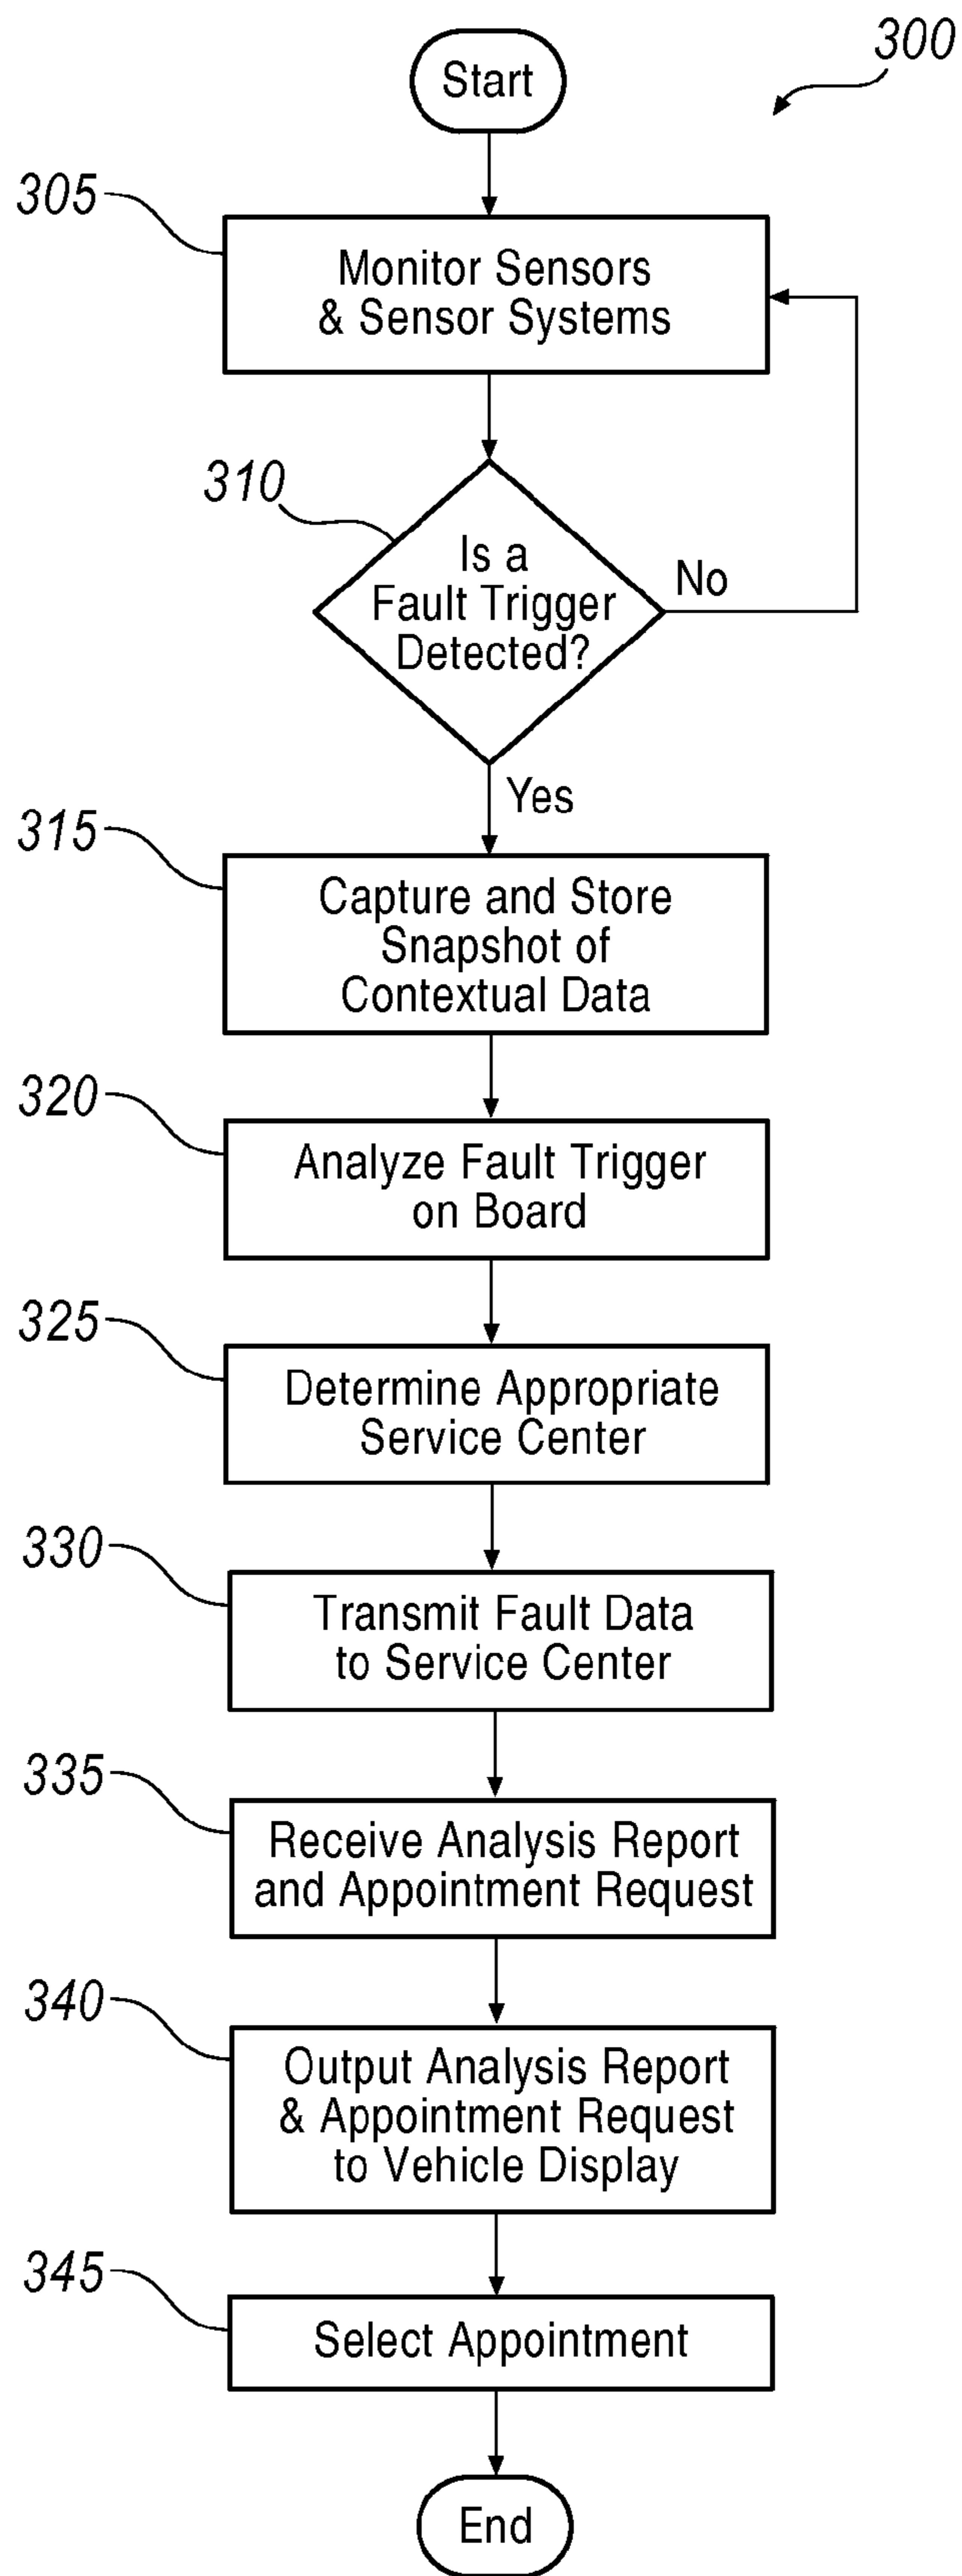 300
Start
305
Monitor Sensors
& Sensor Systems
310
Is a
Fault Trigger
Detected?
No
Yes
315
Capture and Store
Snapshot of
Contextual Data
320
Analyze Fault Trigger
on Board
325
Determine Appropriate
Service Center
330
Transmit Fault Data
to Service Center
335
Receive Analysis Report
and Appointment Request
340
Output Analysis Report
& Appointment Request
to Vehicle Display
345
Select Appointment
End